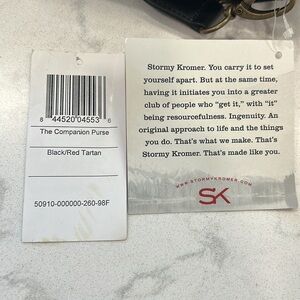 8 44520 04553 6
The Companion Purse
Black/Red Tartan
50910-000000-260-98F
Stormy Kromer. You carry it to set
yourself apart. But at the same time,
having it initiates you into a greater
club of people who "get it," with "it"
being resourcefulness. Ingenuity. An
original approach to life and the things
you do. That's what we make. That's
Stormy Kromer. That's made like you.
WWW.STORMYKROMER.COM
SK